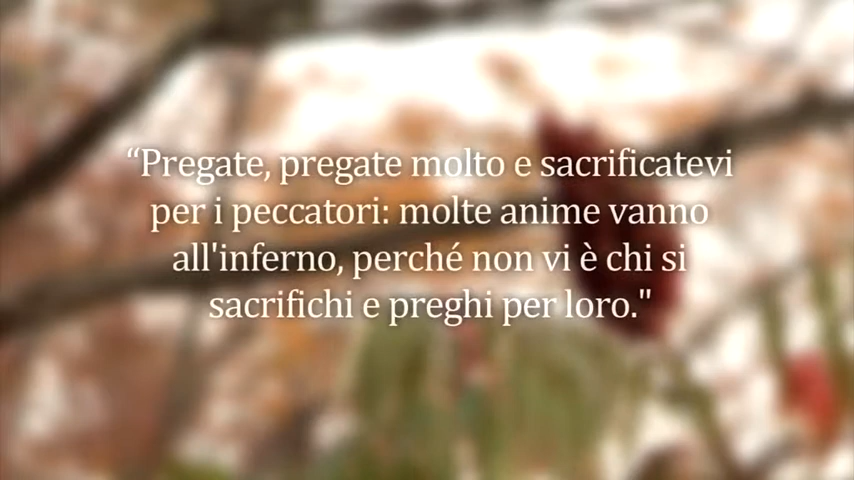 “Pregate, pregate molto e sacrificatevi
per i peccatori: molte anime vanno
all'inferno, perché non vi è chi si
sacrifichi e preghi per loro."